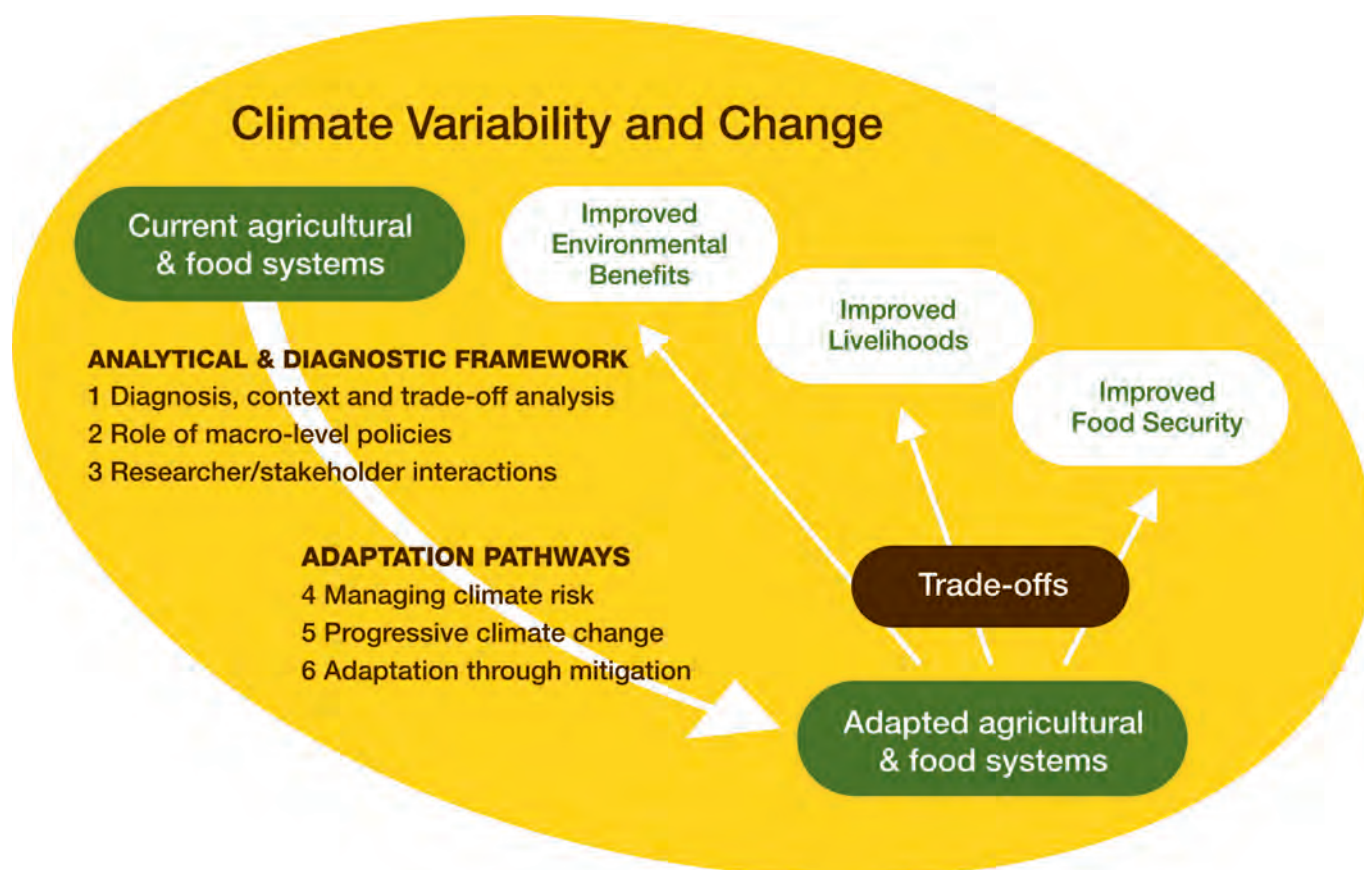 Climate Variability and Change
Current agricultural
& food systems
Improved
Environmental
Benefits
Improved
Livelihoods
Improved
Food Security
ANALYTICAL & DIAGNOSTIC FRAMEWORK
1 Diagnosis, context and trade-off analysis
2 Role of macro-level policies
3 Researcher/stakeholder interactions
ADAPTATION PATHWAYS
4 Managing climate risk
5 Progressive climate change
6 Adaptation through mitigation
Trade-offs
Adapted agricultural
& food systems